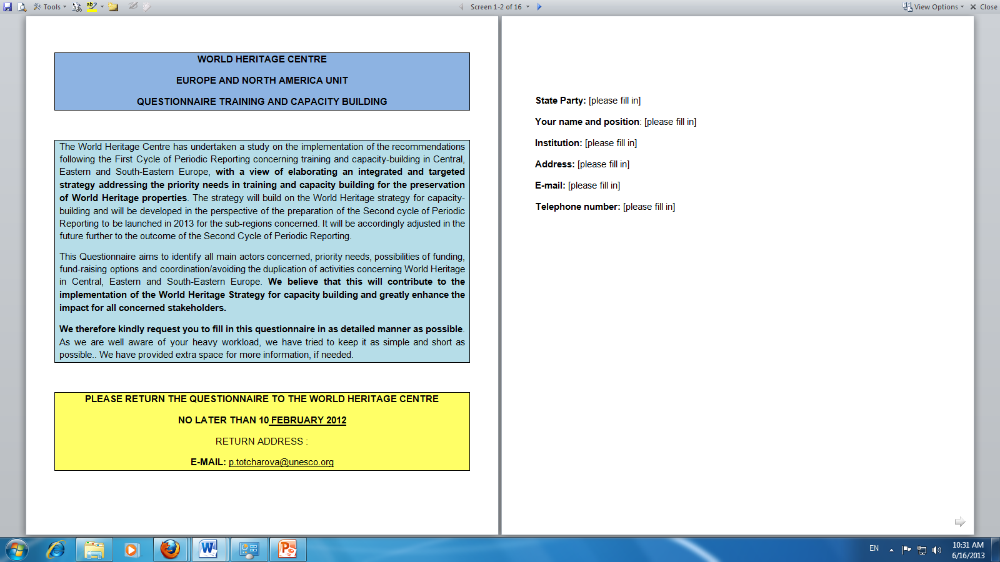 Tools
Screen 1-2 of 16
View Options
Close
WORLD HERITAGE CENTRE
EUROPE AND NORTH AMERICA UNIT
QUESTIONNAIRE TRAINING AND CAPACITY BUILDING
The World Heritage Centre has undertaken a study on the implementation of the recommendations
following the First Cycle of Periodic Reporting concerning training and capacity-building in Central,
Eastern and South-Eastern Europe, with a view of elaborating an integrated and targeted
strategy addressing the priority needs in training and capacity building for the preservation
of World Heritage properties. The strategy will build on the World Heritage strategy for capacity-
building and will be developed in the perspective of the preparation of the Second cycle of Periodic
Reporting to be launched in 2013 for the sub-regions concerned. It will be accordingly adjusted in the
future further to the outcome of the Second Cycle of Periodic Reporting.
This Questionnaire aims to identify all main actors concerned, priority needs, possibilities of funding,
fund-raising options and coordination/avoiding the duplication of activities concerning World Heritage
in Central, Eastern and South-Eastern Europe. We believe that this will contribute to the
implementation of the World Heritage Strategy for capacity building and greatly enhance the
impact for all concerned stakeholders.
We therefore kindly request you to fill in this questionnaire in as detailed manner as possible.
As we are well aware of your heavy workload, we have tried to keep it as simple and short as
possible.. We have provided extra space for more information, if needed.
PLEASE RETURN THE QUESTIONNAIRE TO THE WORLD HERITAGE CENTRE
NO LATER THAN 10 FEBRUARY 2012
RETURN ADDRESS :
E-MAIL: p.totcharova@unesco.org
State Party: [please fill in]
Your name and position: [please fill in]
Institution: [please fill in]
Address: [please fill in]
E-mail: [please fill in]
Telephone number: [please fill in]
EN
10:31 AM
6/16/2013